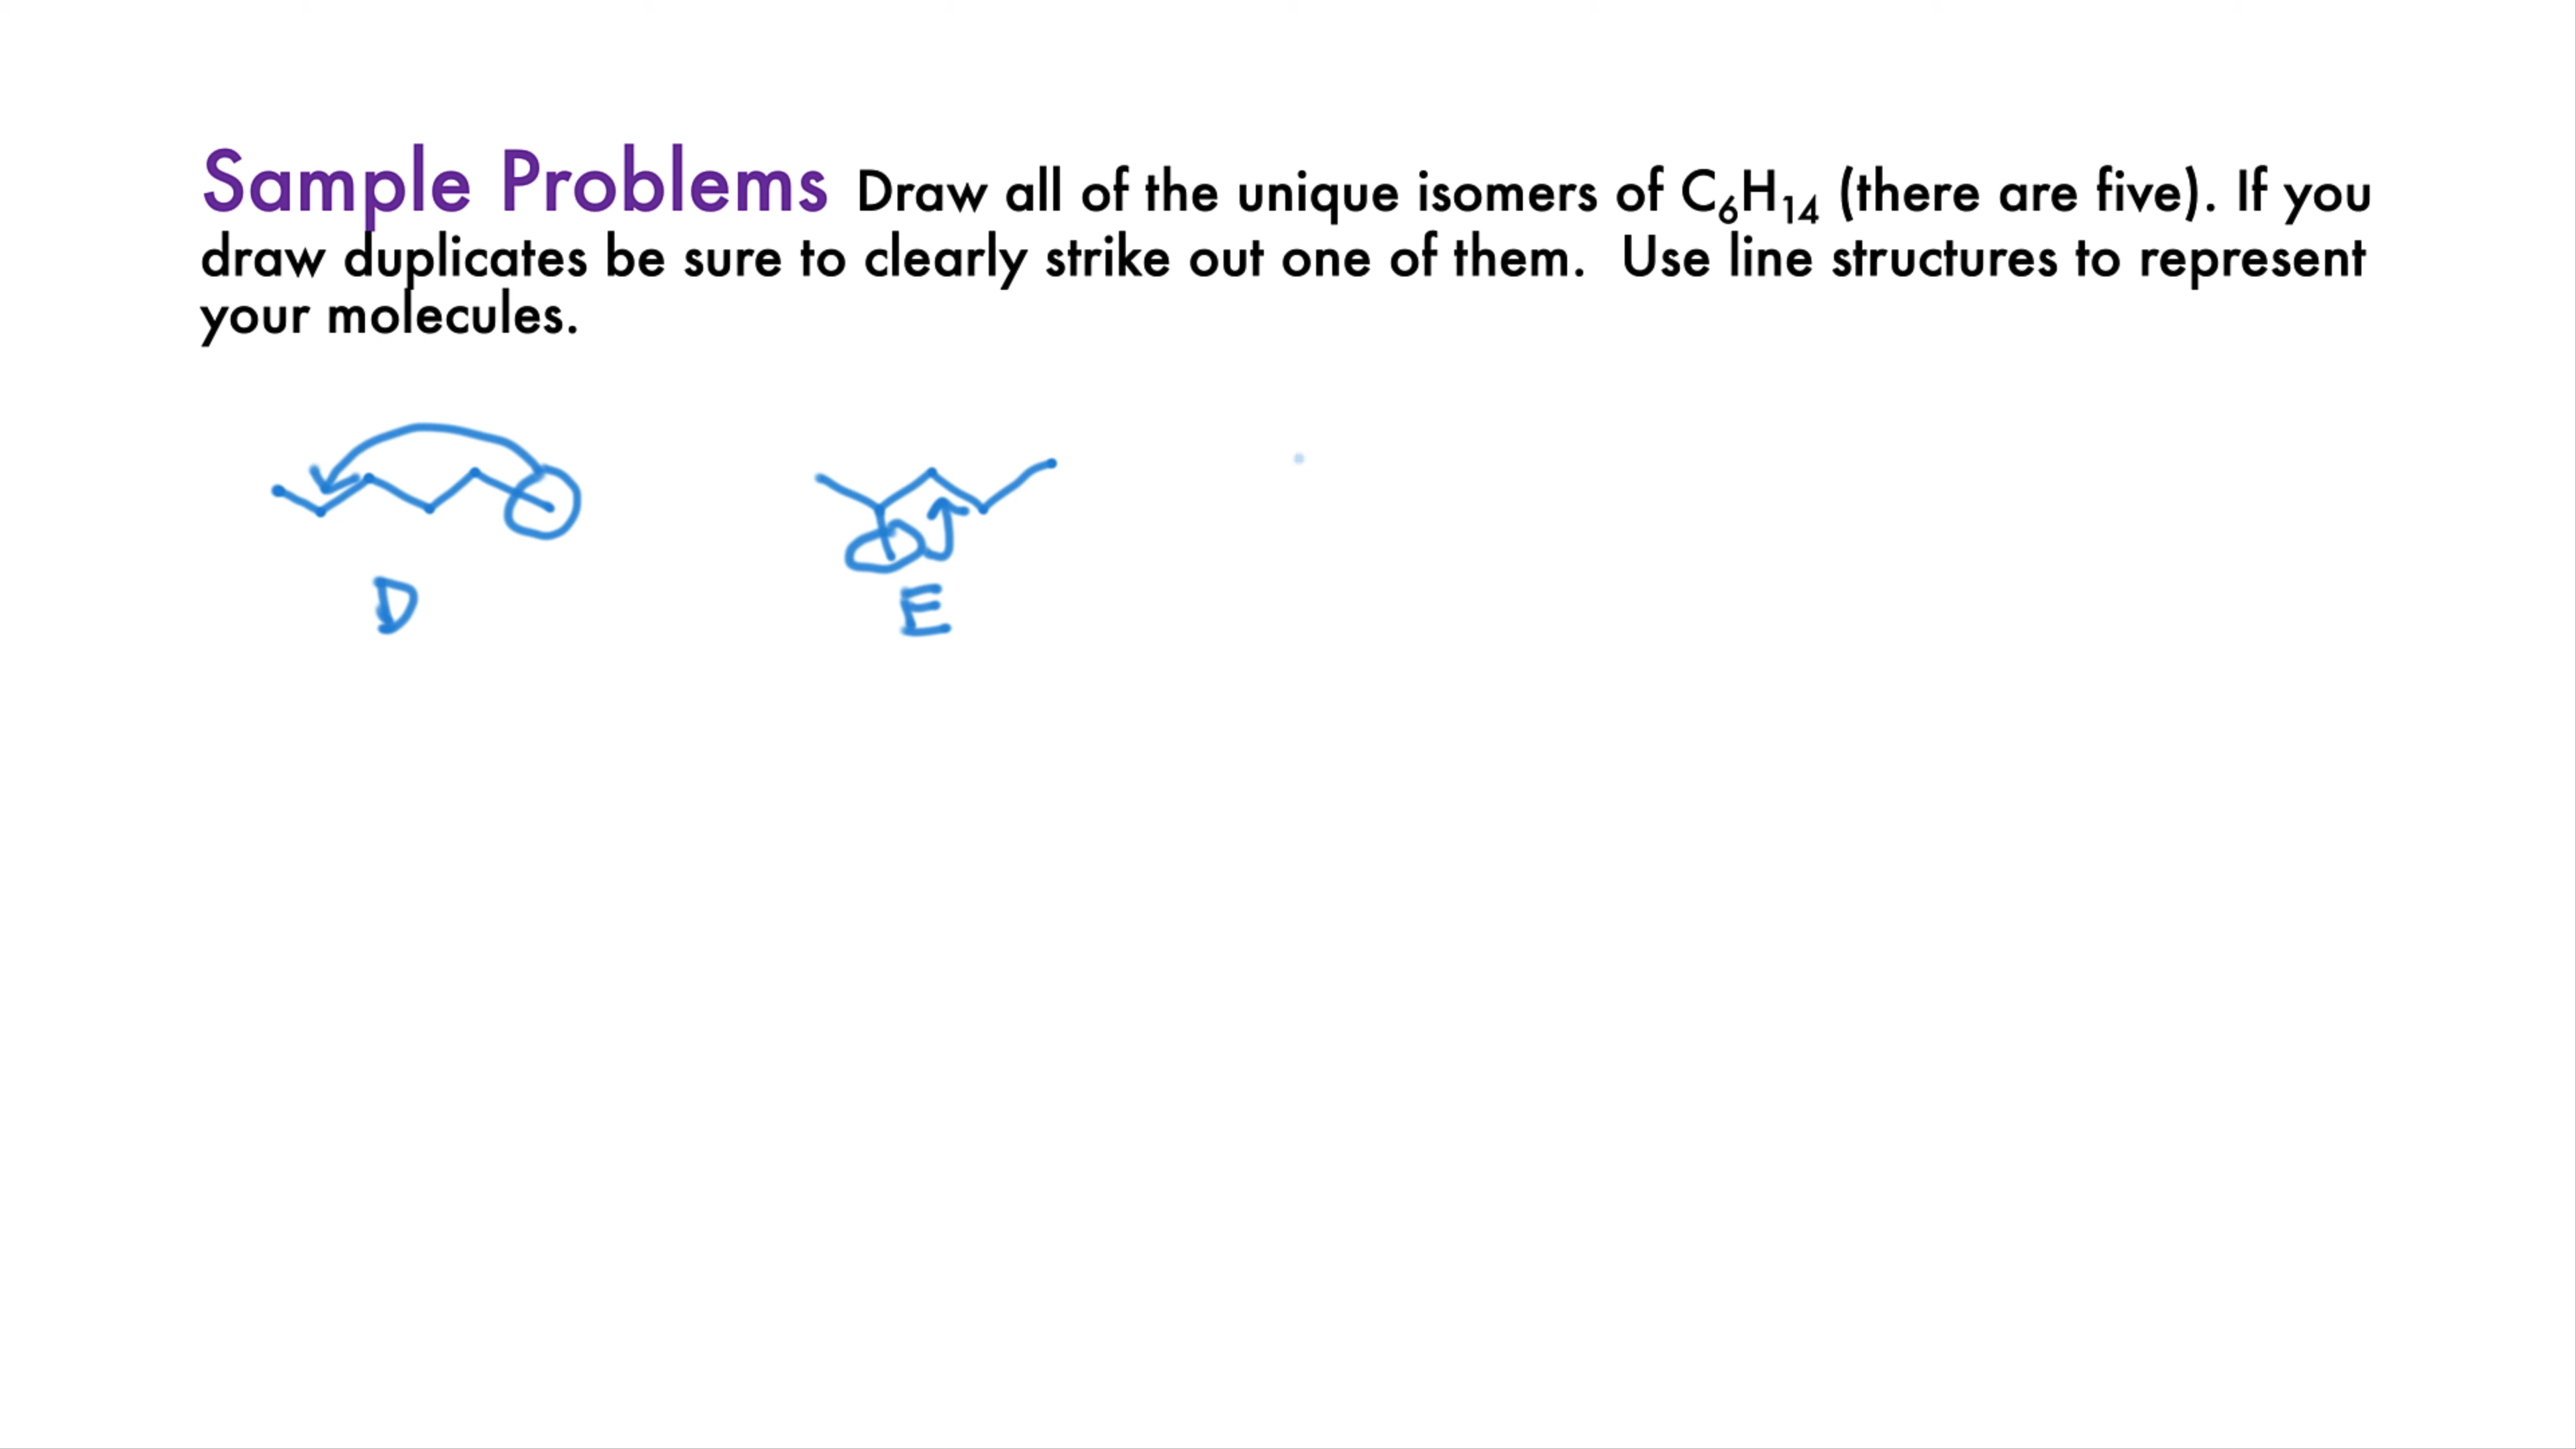 Sample Problems Draw all of the unique isomers of C₆H₁₄ (there are five). If you
draw duplicates be sure to clearly strike out one of them. Use line structures to represent
your molecules.
D E